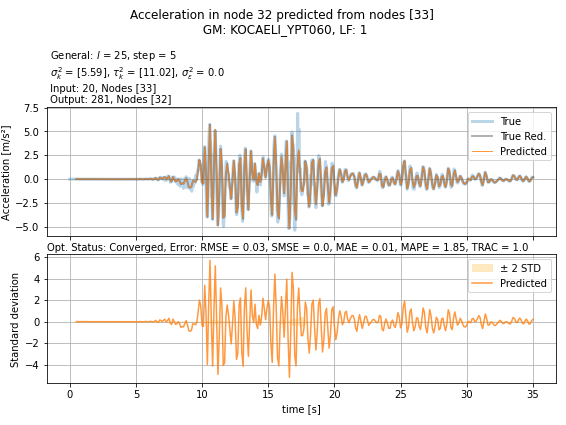 Acceleration in node 32 predicted from nodes [33]
GM: KOCAELI_YPT060, LF: 1
General: l = 25, step = 5
σ²ₖ = [5.59], τ²ₖ = [11.02], σ²ε = 0.0
Input: 20, Nodes [33]
Output: 281, Nodes [32]
7.5
5.0
2.5
0.0
−2.5
−5.0
Acceleration [m/s²]
True
True Red.
Predicted
Opt. Status: Converged, Error: RMSE = 0.03, SMSE = 0.0, MAE = 0.01, MAPE = 1.85, TRAC = 1.0
6
4
2
0
−2
−4
Standard deviation
± 2 STD
Predicted
0 5 10 15 20 25 30 35
time [s]